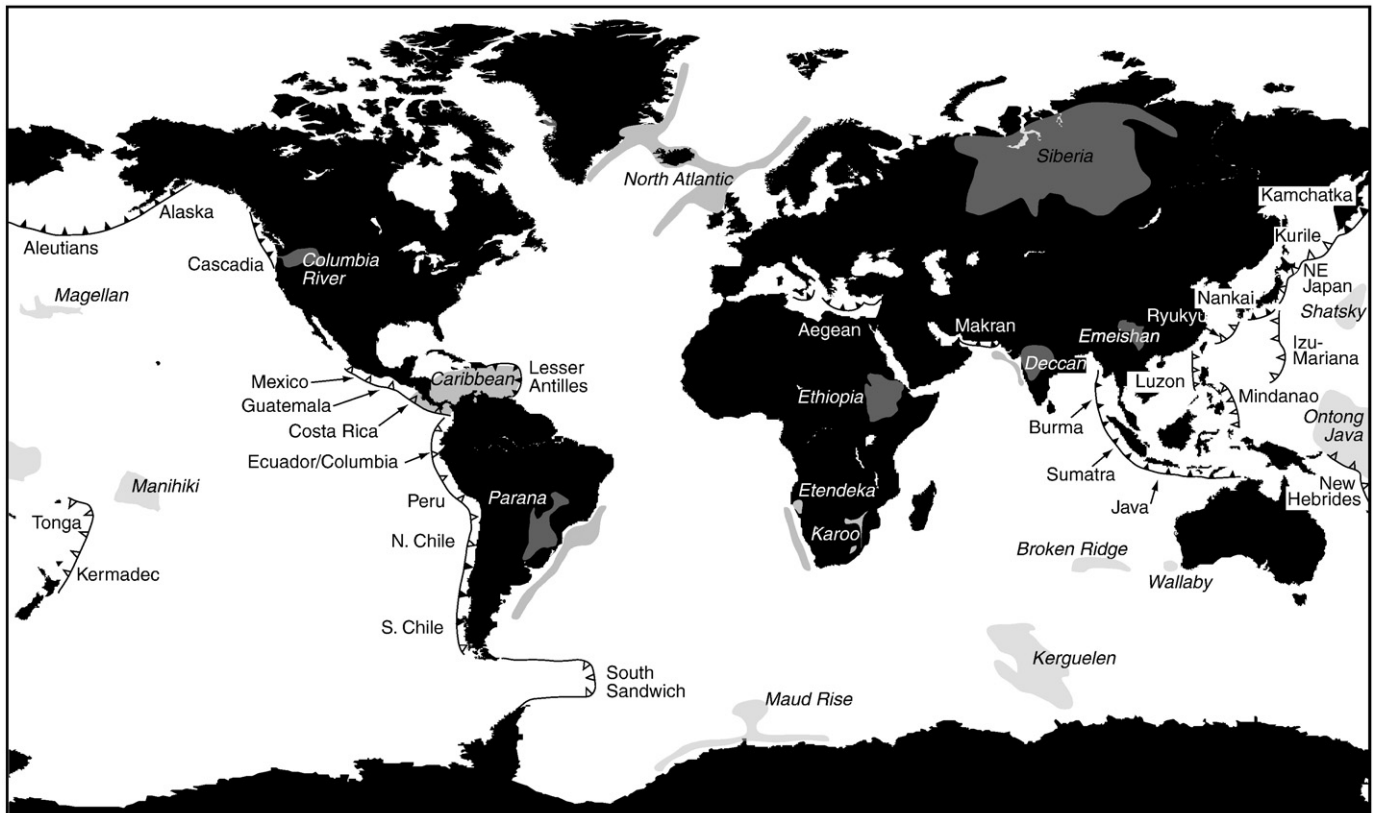 Siberia
North Atlantic
Kamchatka
Alaska
Aleutians
Kurile
Cascadia
Columbia
River
NE
Japan
Magellan
Nankai
Shatsky
Ryukyu
Aegean
Makran
Emeishan
Izu-
Mariana
Deccan
Lesser
Antilles
Caribbean
Mexico
Luzon
Guatemala
Ethiopia
Mindanao
Costa Rica
Burma
Ontong
Java
Ecuador/Columbia
Sumatra
Manihiki
Peru
Parana
Etendeka
New
Hebrides
Java
Tonga
N. Chile
Karoo
Broken Ridge
Kermadec
Wallaby
S. Chile
Kerguelen
South
Sandwich
Maud Rise